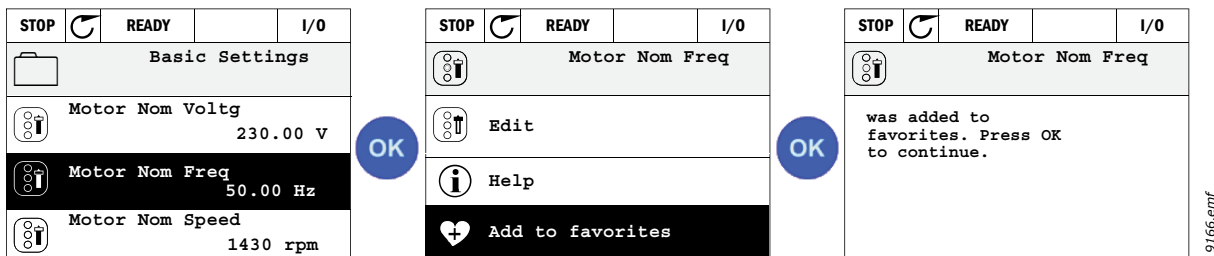 STOP READY I/O
Basic Settings
Motor Nom Voltg
230.00 V
Motor Nom Freq
50.00 Hz
Motor Nom Speed
1430 rpm
OK
STOP READY I/O
Motor Nom Freq
Edit
Help
Add to favorites
OK
STOP READY I/O
Motor Nom Freq
was added to
favorites. Press OK
to continue.
9166.emf